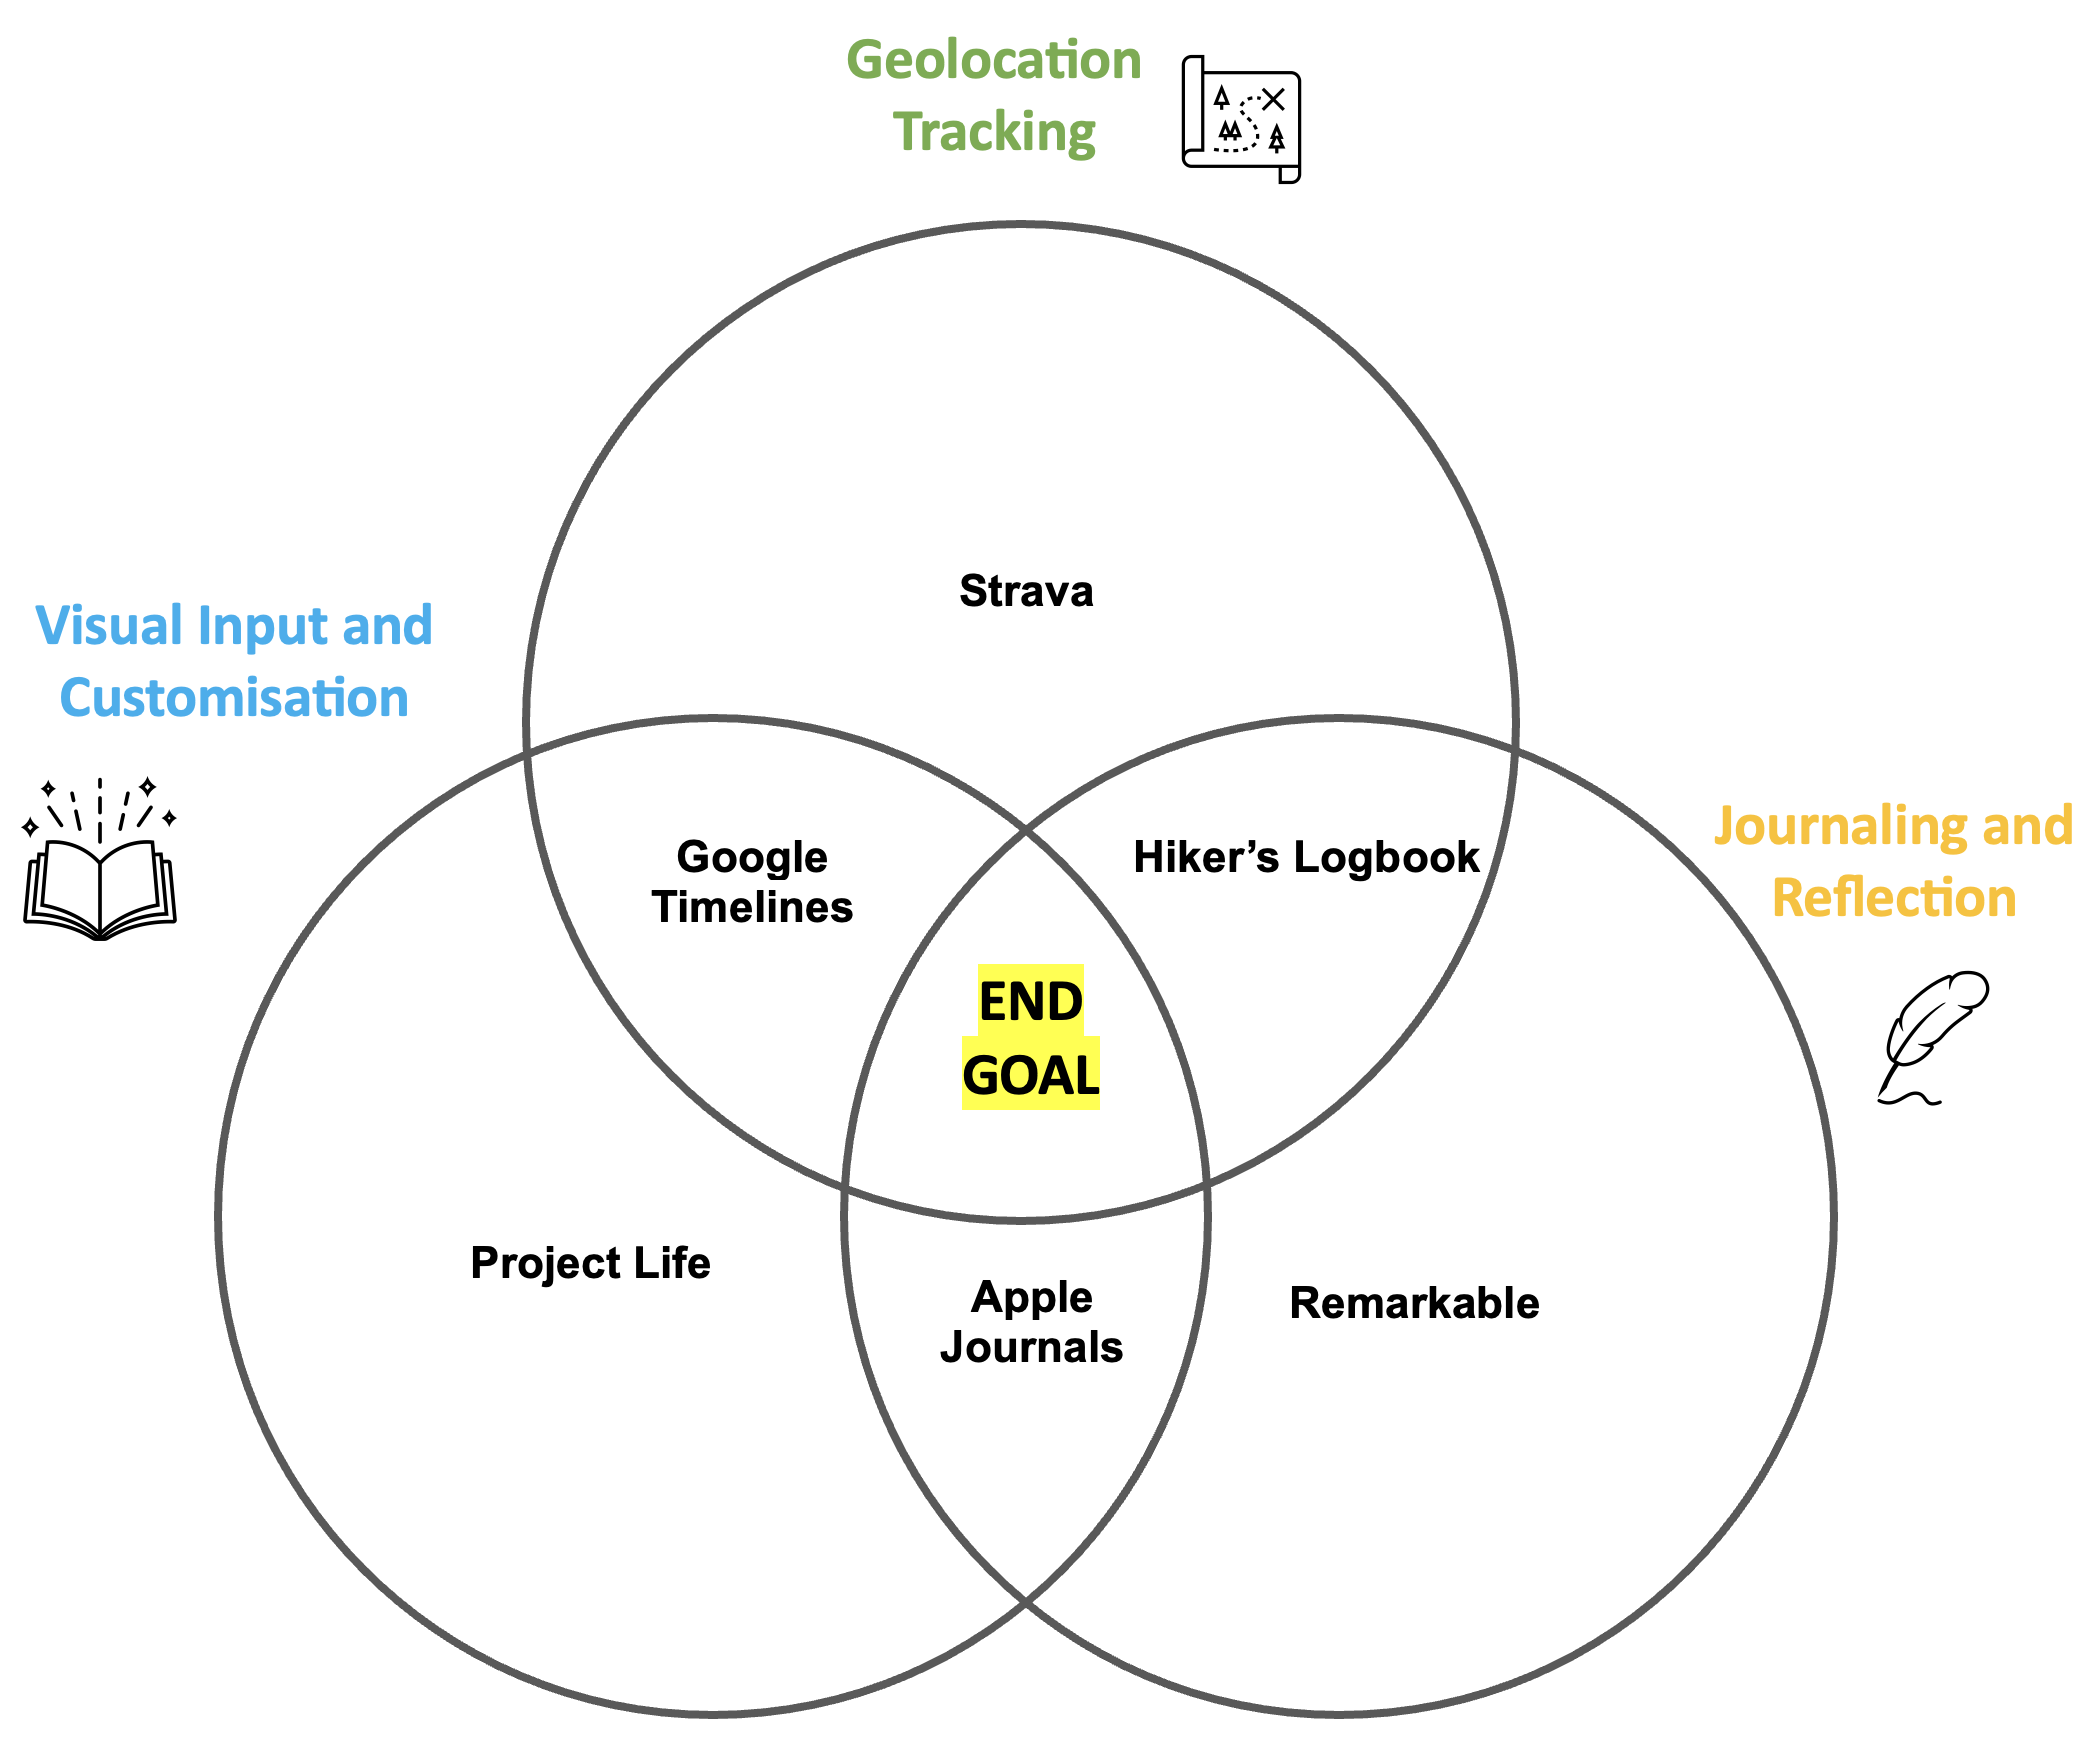 Geolocation
Tracking
Strava
Visual Input and
Customisation
Journaling and
Reflection
Google
Timelines
Hiker’s Logbook
END
GOAL
Project Life
Apple
Journals
Remarkable